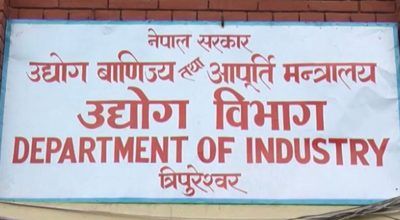 नेपाल सरकार
उद्योग बाणिज्य तथा आपूर्ति मन्त्रालय
उद्योग विभाग
DEPARTMENT OF INDUSTRY
त्रिपुरेश्वर